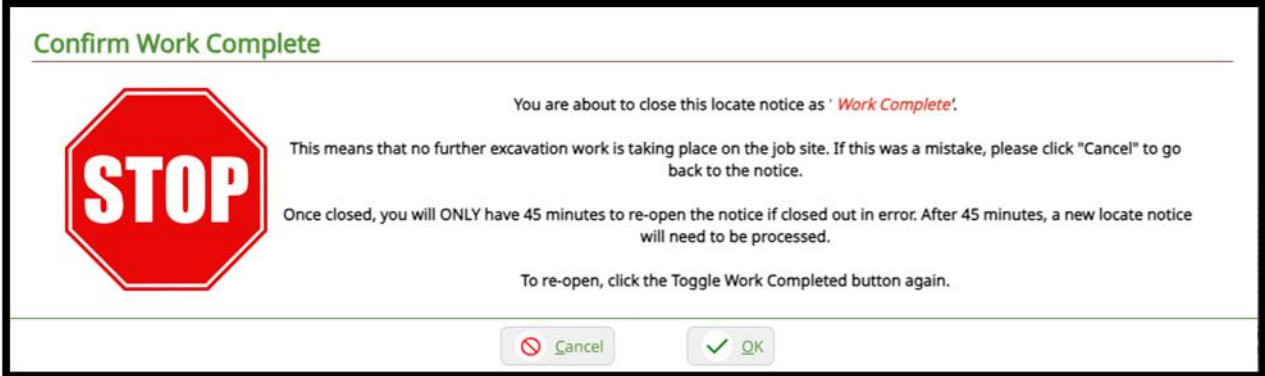 Confirm Work Complete
STOP
You are about to close this locate notice as ' Work Complete'.
This means that no further excavation work is taking place on the job site. If this was a mistake, please click "Cancel" to go
back to the notice.
Once closed, you will ONLY have 45 minutes to re-open the notice if closed out in error. After 45 minutes, a new locate notice
will need to be processed.
To re-open, click the Toggle Work Completed button again.
Cancel
OK